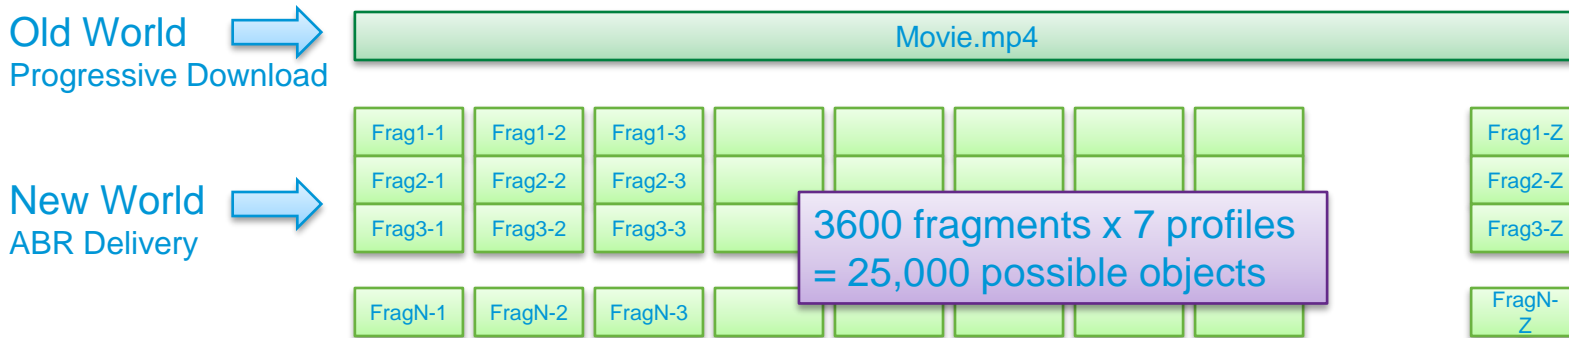 Old World
Progressive Download
Movie.mp4
New World
ABR Delivery
Frag1-1 Frag1-2 Frag1-3 Frag1-Z
Frag2-1 Frag2-2 Frag2-3 Frag2-Z
Frag3-1 Frag3-2 Frag3-3 Frag3-Z
FragN-1 FragN-2 FragN-3 FragN-
Z
3600 fragments x 7 profiles
= 25,000 possible objects